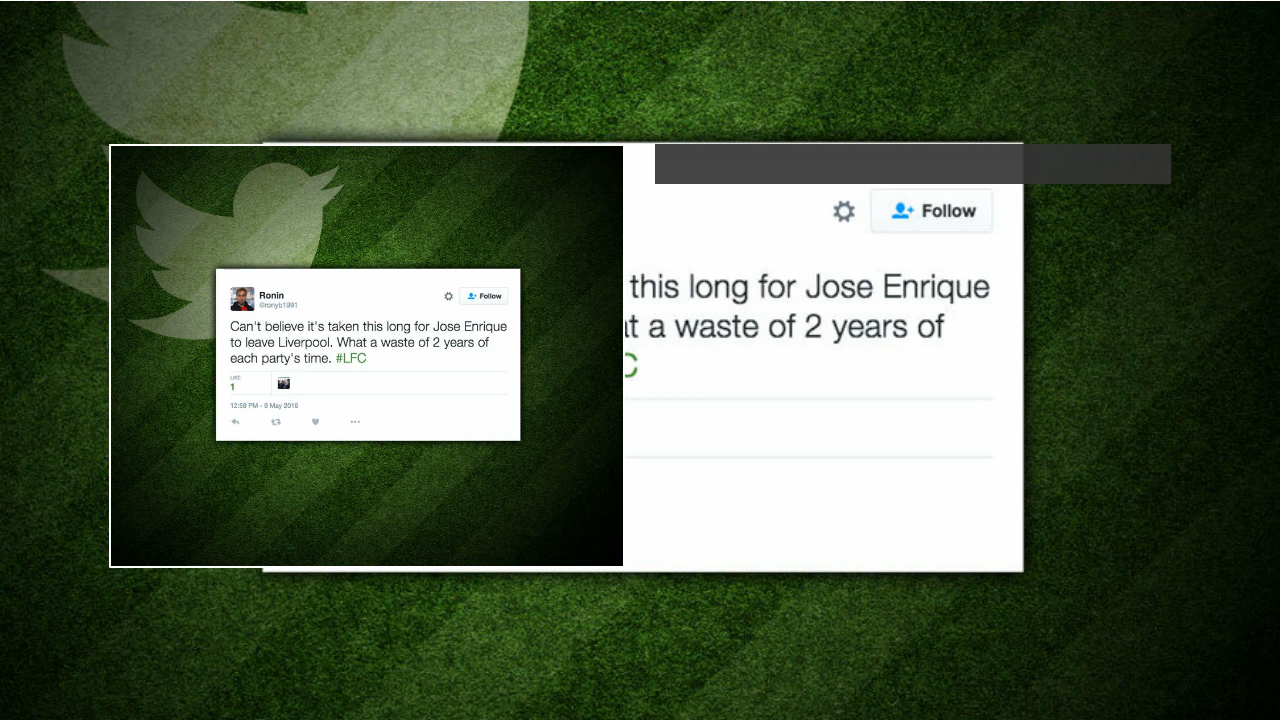 Ronin
@ronyb1991
Follow
Can't believe it's taken this long for Jose Enrique
to leave Liverpool. What a waste of 2 years of
each party's time. #LFC
LIKE
1
12:59 PM - 9 May 2016
Follow
this long for Jose Enrique
at a waste of 2 years of
C